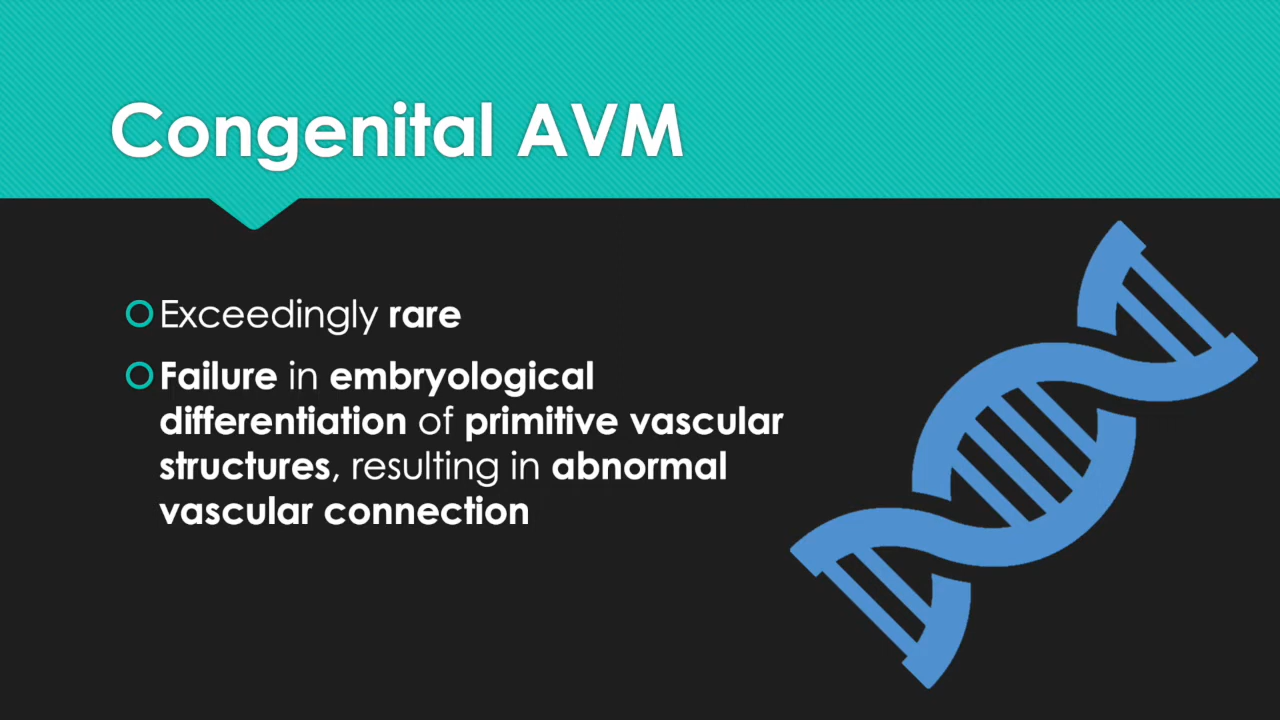 Congenital AVM
Exceedingly rare
Failure in embryological
differentiation of primitive vascular
structures, resulting in abnormal
vascular connection